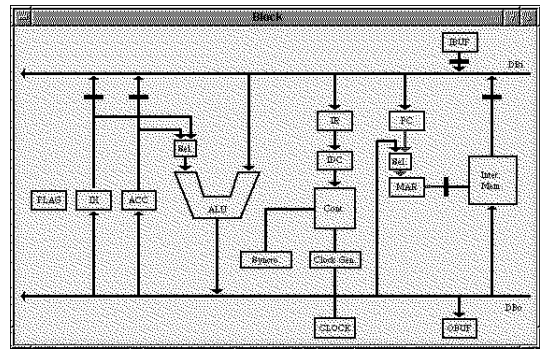 Block
IBUF
DBi
IR
PC
Sel.
IDC
Sel.
Inter.
Mem
FLAG
DI
ACC
ALU
Cont.
MAR
Syncro.
Clock Gen.
DBo
CLOCK
OBUF